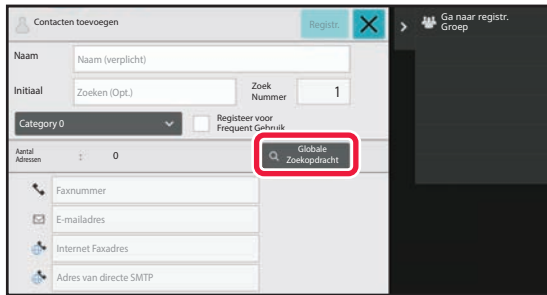 Contacten toevoegen
Registr.
Ga naar registr.
Groep
Naam
Naam (verplicht)
Initiaal
Zoeken (Opt.)
Zoek
Nummer
1
Category 0
Registeer voor
Frequent Gebruik
Aantal
Adressen
:
0
Globale
Zoekopdracht
Faxnummer
E-mailadres
Internet Faxadres
Adres van directe SMTP